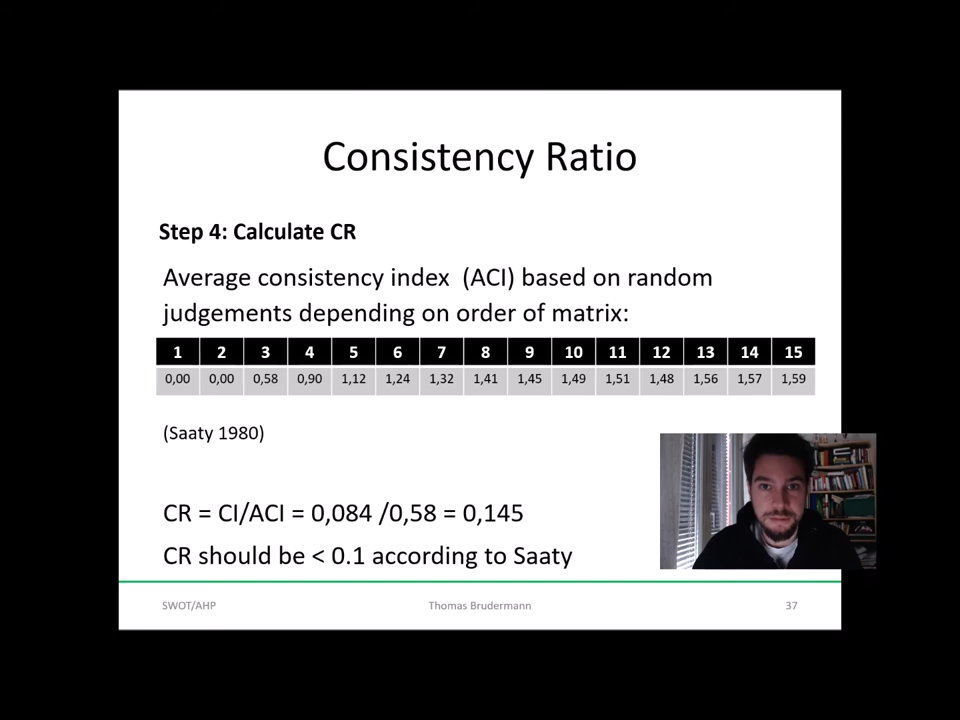 Consistency Ratio
Step 4: Calculate CR
Average consistency index (ACI) based on random
judgements depending on order of matrix:
1 2 3 4 5 6 7 8 9 10 11 12 13 14 15
0,00 0,00 0,58 0,90 1,12 1,24 1,32 1,41 1,45 1,49 1,51 1,48 1,56 1,57 1,59
(Saaty 1980)
CR = CI/ACI = 0,084 /0,58 = 0,145
CR should be < 0.1 according to Saaty
SWOT/AHP Thomas Brudermann 37